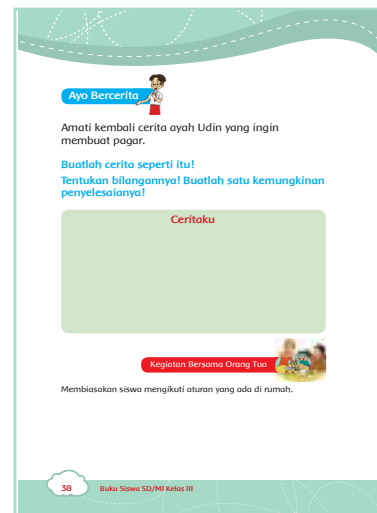 Ayo Bercerita
Amati kembali cerita ayah Udin yang ingin
membuat pagar.
Buatlah cerita seperti itu!
Tentukan bilangannya! Buatlah satu kemungkinan
penyelesaianya!
Ceritaku
Kegiatan Bersama Orang Tua
Membiasakan siswa mengikuti aturan yang ada di rumah.
38 Buku Siswa SD/MI Kelas III